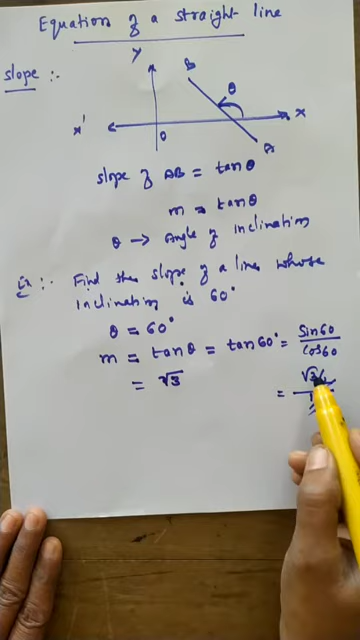 Equation of a straight line
slope :-
Y
B
θ
X' O X
A
slope of AB = tanθ
m = tanθ
θ → Angle of Inclination
Ex :- Find the slope of a line whose
inclination is 60°
θ = 60°
m = tanθ = tan60° = Sin60/Cos60
= √3
= √3/